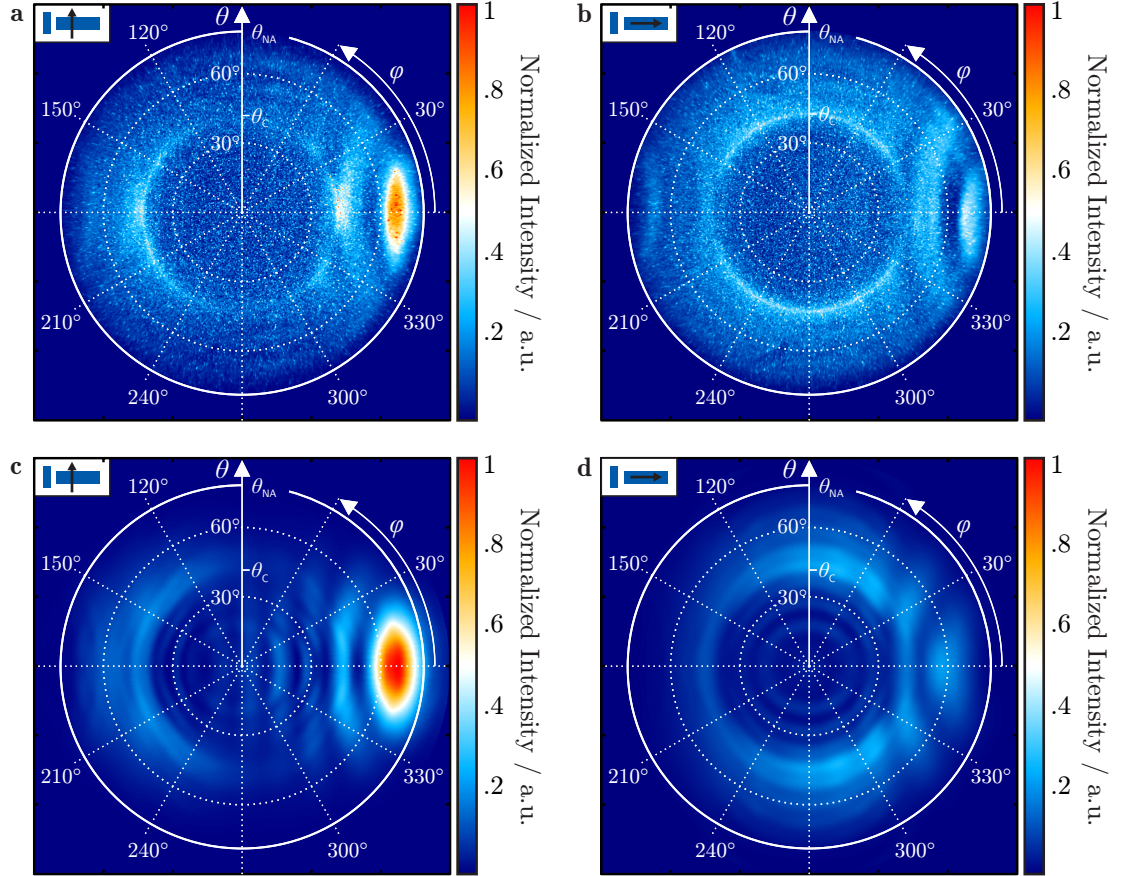 a
θ
θNA
120°
60°
φ
150°
θC
30°
30°
210°
330°
240°
300°
1
.8
.6
.4
.2
Normalized Intensity / a.u.
b
θNA
120°
60°
φ
150°
θC
30°
30°
210°
330°
240°
300°
1
.8
.6
.4
.2
Normalized Intensity / a.u.
c
θ
θNA
120°
60°
φ
150°
θC
30°
30°
210°
330°
240°
300°
1
.8
.6
.4
.2
Normalized Intensity / a.u.
d
θ
θNA
120°
60°
φ
150°
θC
30°
30°
210°
330°
240°
300°
1
.8
.6
.4
.2
Normalized Intensity / a.u.